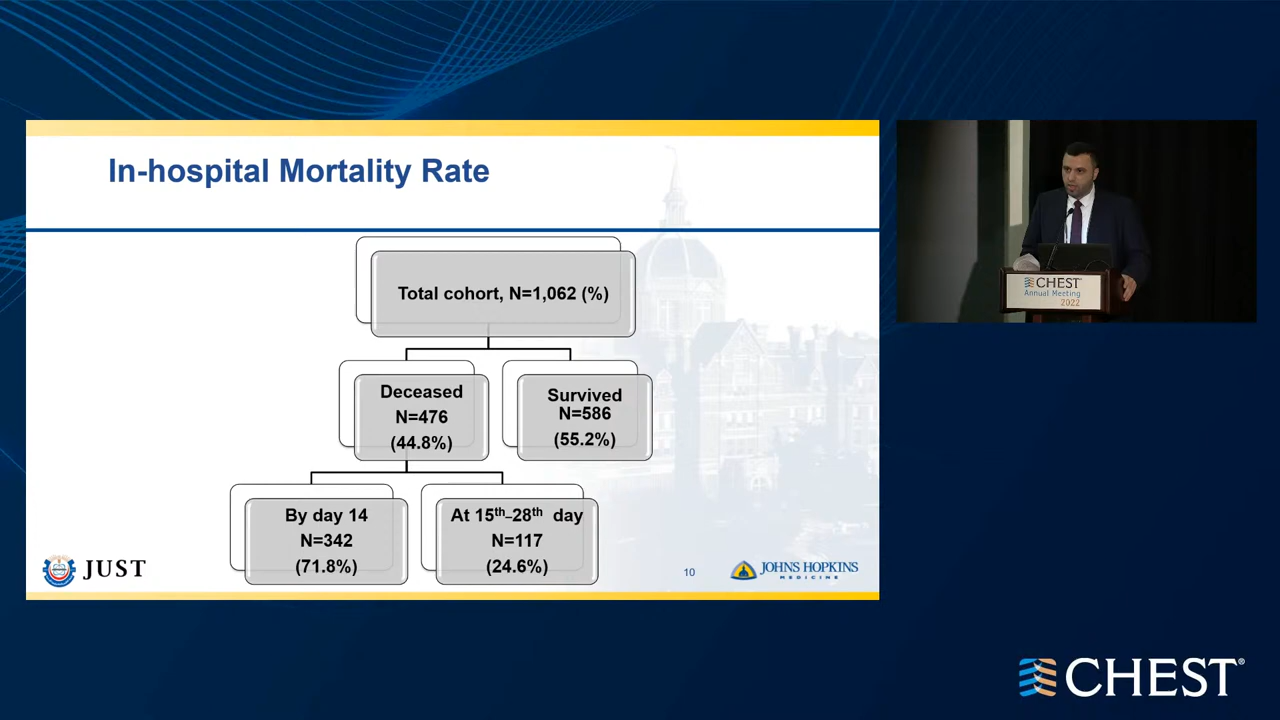 In-hospital Mortality Rate
Total cohort, N=1,062 (%)
Deceased
N=476
(44.8%)
Survived
N=586
(55.2%)
By day 14
N=342
(71.8%)
At 15th–28th day
N=117
(24.6%)
JUST
10
JOHNS HOPKINS
MEDICINE
CHEST
Annual Meeting
2022
CHEST®